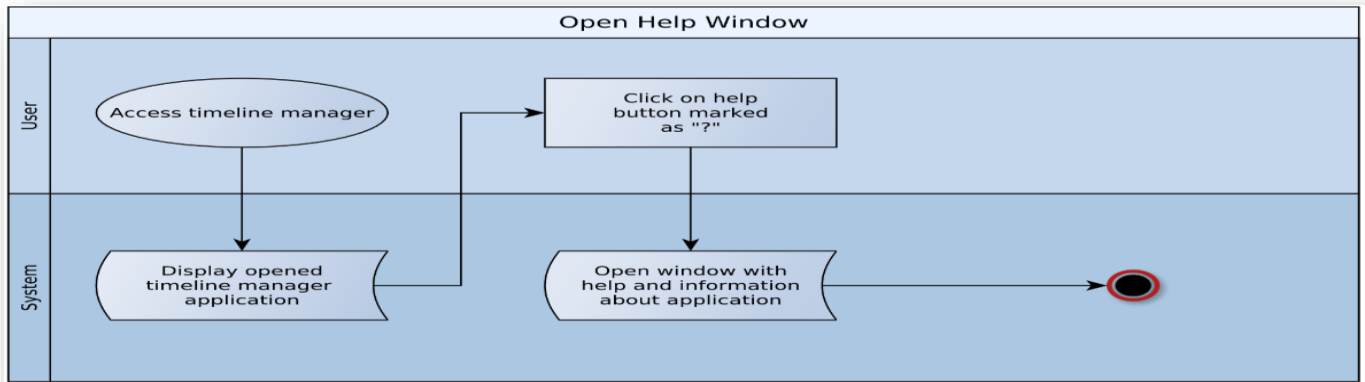 Open Help Window
User
Access timeline manager
Click on help
button marked
as "?"
System
Display opened
timeline manager
application
Open window with
help and information
about application